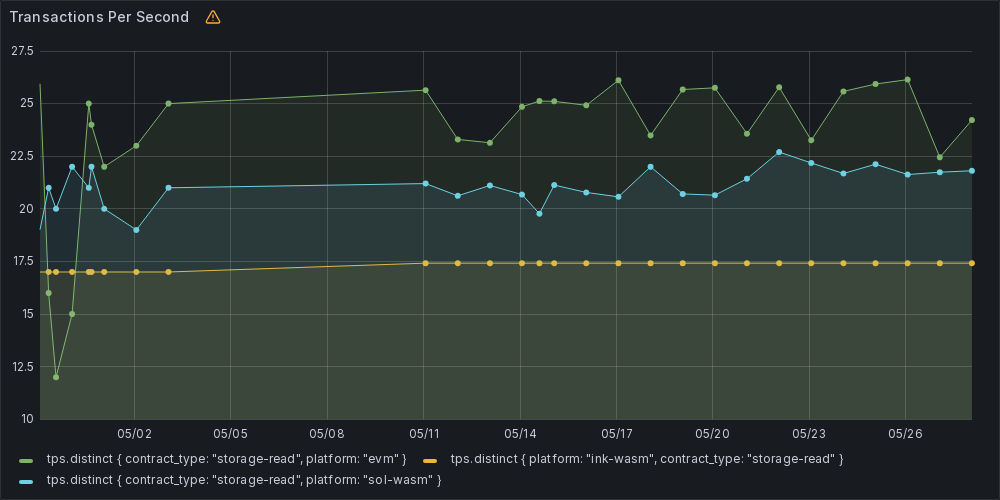 Transactions Per Second
27.5
25
22.5
20
17.5
15
12.5
10
05/02 05/05 05/08 05/11 05/14 05/17 05/20 05/23 05/26
tps.distinct { contract_type: "storage-read", platform: "evm" } tps.distinct { platform: "ink-wasm", contract_type: "storage-read" }
tps.distinct { contract_type: "storage-read", platform: "sol-wasm" }